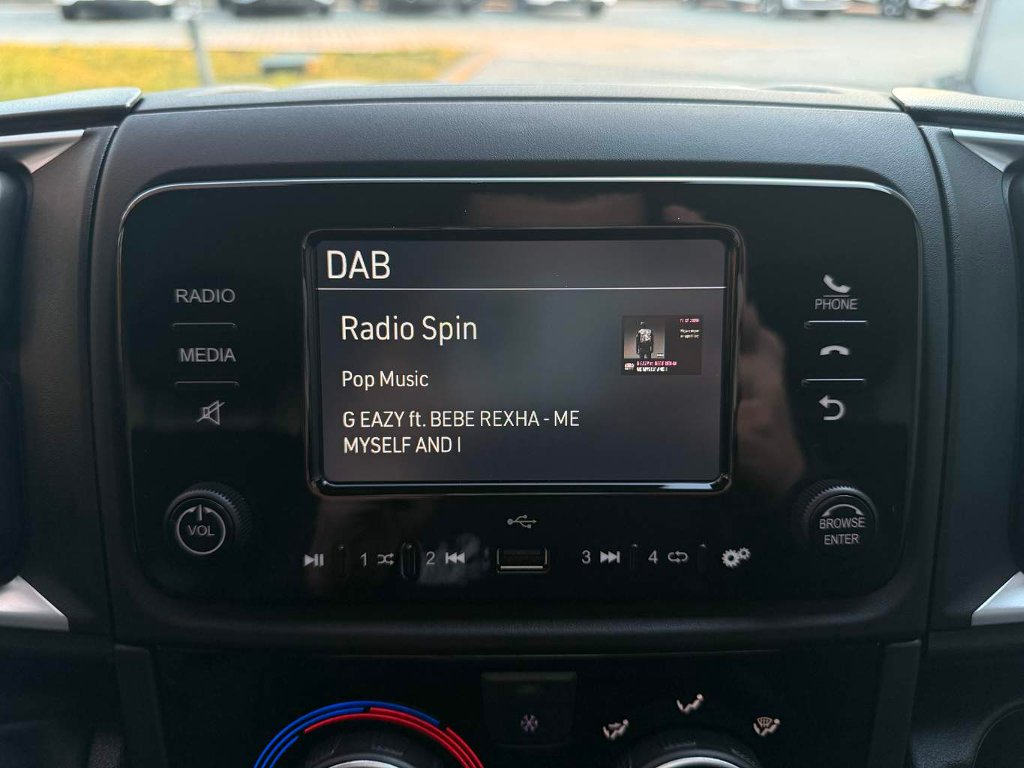 DAB
Radio Spin
Pop Music
G EAZY ft. BEBE REXHA - ME
MYSELF AND I
RADIO
MEDIA
VOL
PHONE
BROWSE
ENTER
1
2
3
4